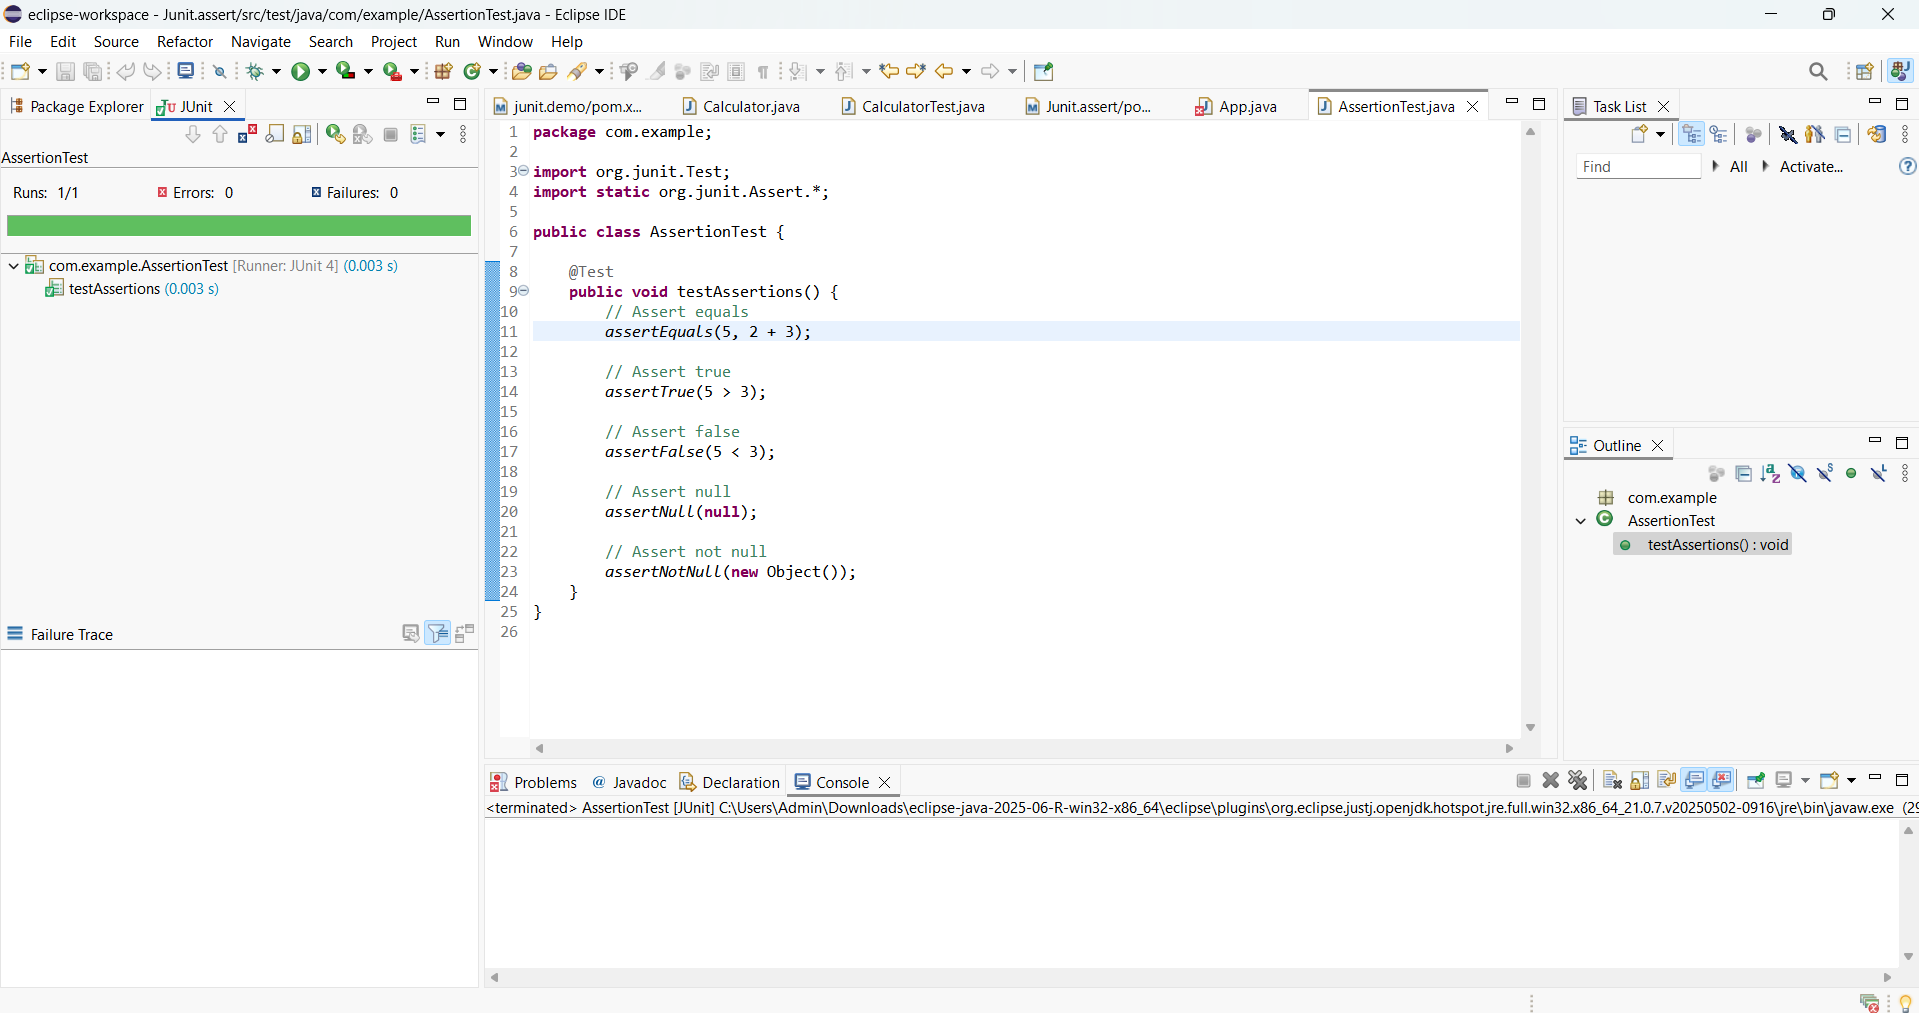 eclipse-workspace - Junit.assert/src/test/java/com/example/AssertionTest.java - Eclipse IDE
File Edit Source Refactor Navigate Search Project Run Window Help
Package Explorer JUnit
AssertionTest
Runs: 1/1 Errors: 0 Failures: 0
com.example.AssertionTest [Runner: JUnit 4] (0.003 s)
testAssertions (0.003 s)
Failure Trace
junit.demo/pom.x... Calculator.java CalculatorTest.java Junit.assert/po... App.java AssertionTest.java
1 package com.example;
2
3 import org.junit.Test;
4 import static org.junit.Assert.*;
5
6 public class AssertionTest {
7
8 @Test
9 public void testAssertions() {
10 // Assert equals
11 assertEquals(5, 2 + 3);
12
13 // Assert true
14 assertTrue(5 > 3);
15
16 // Assert false
17 assertFalse(5 < 3);
18
19 // Assert null
20 assertNull(null);
21
22 // Assert not null
23 assertNotNull(new Object());
24 }
25 }
26
Task List
Find All Activate...
Outline
com.example
AssertionTest
testAssertions() : void
Problems Javadoc Declaration Console
<terminated> AssertionTest [JUnit] C:\Users\Admin\Downloads\eclipse-java-2025-06-R-win32-x86_64\eclipse\plugins\org.eclipse.justj.openjdk.hotspot.jre.full.win32.x86_64_21.0.7.v20250502-0916\jre\bin\javaw.exe (29